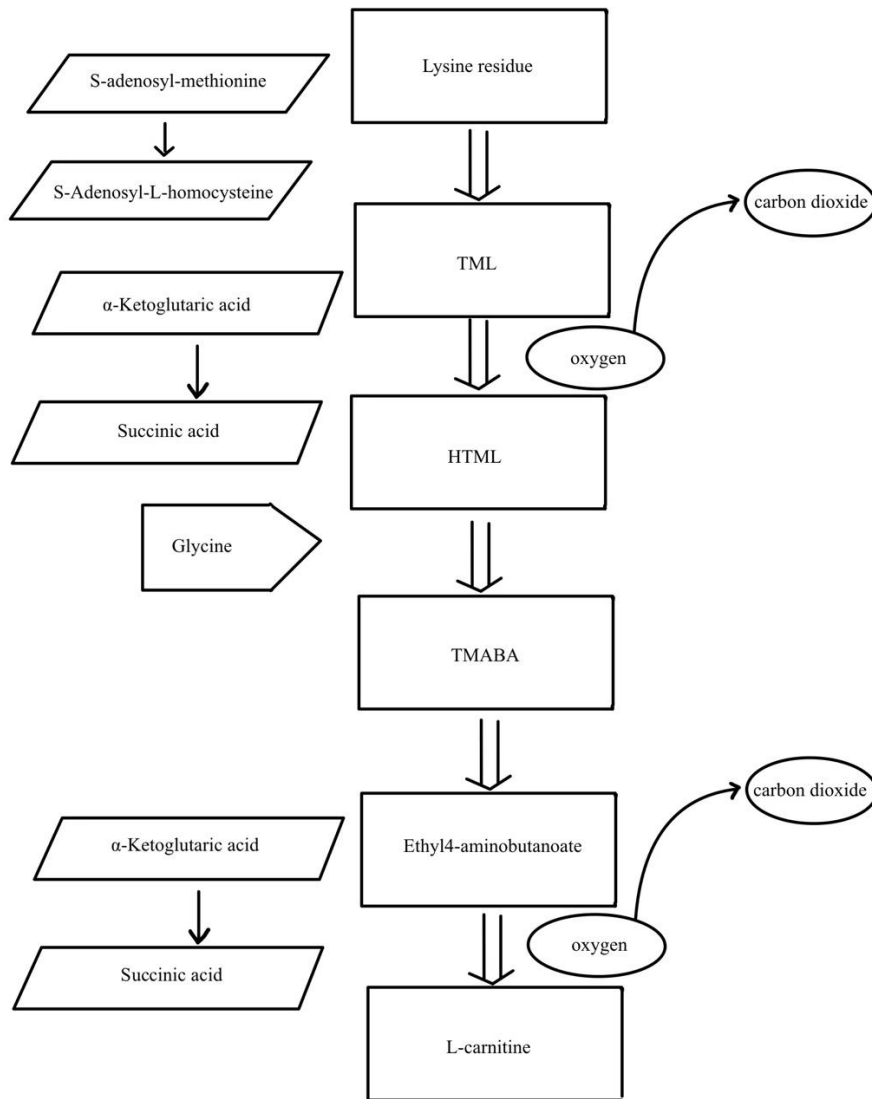 Lysine residue
S-adenosyl-methionine
S-Adenosyl-L-homocysteine
carbon dioxide
TML
α-Ketoglutaric acid
oxygen
Succinic acid
HTML
Glycine
TMABA
carbon dioxide
α-Ketoglutaric acid
Ethyl4-aminobutanoate
oxygen
Succinic acid
L-carnitine